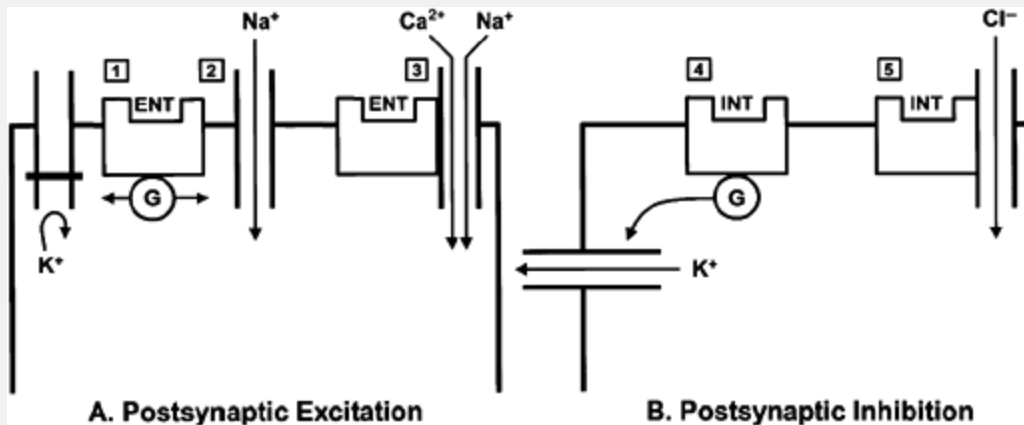 Na⁺ Ca²⁺ Na⁺ Cl⁻
1 2 3 4 5
ENT ENT INT INT
G G
K⁺ K⁺
A. Postsynaptic Excitation B. Postsynaptic Inhibition